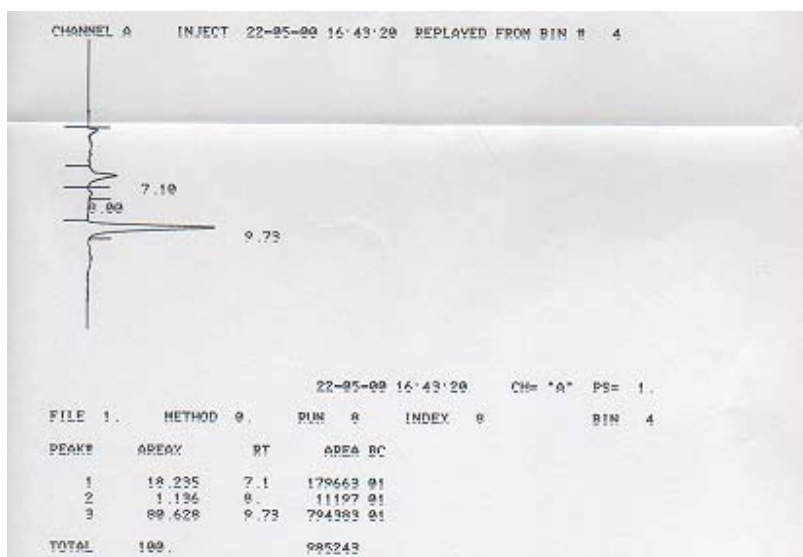 CHANNEL A INJECT 22-05-00 16:43:20 REPLAYED FROM BIN # 4
7.10
8.00
9.73
22-05-00 16:43:20 CH= "A" PS= 1.
FILE 1. METHOD 0. RUN 8 INDEX 8 BIN 4
PEAK# AREA% RT AREA BC
1 18.235 7.1 179663 01
2 1.136 8. 11197 01
3 80.628 9.73 794383 01
TOTAL 100. 985243